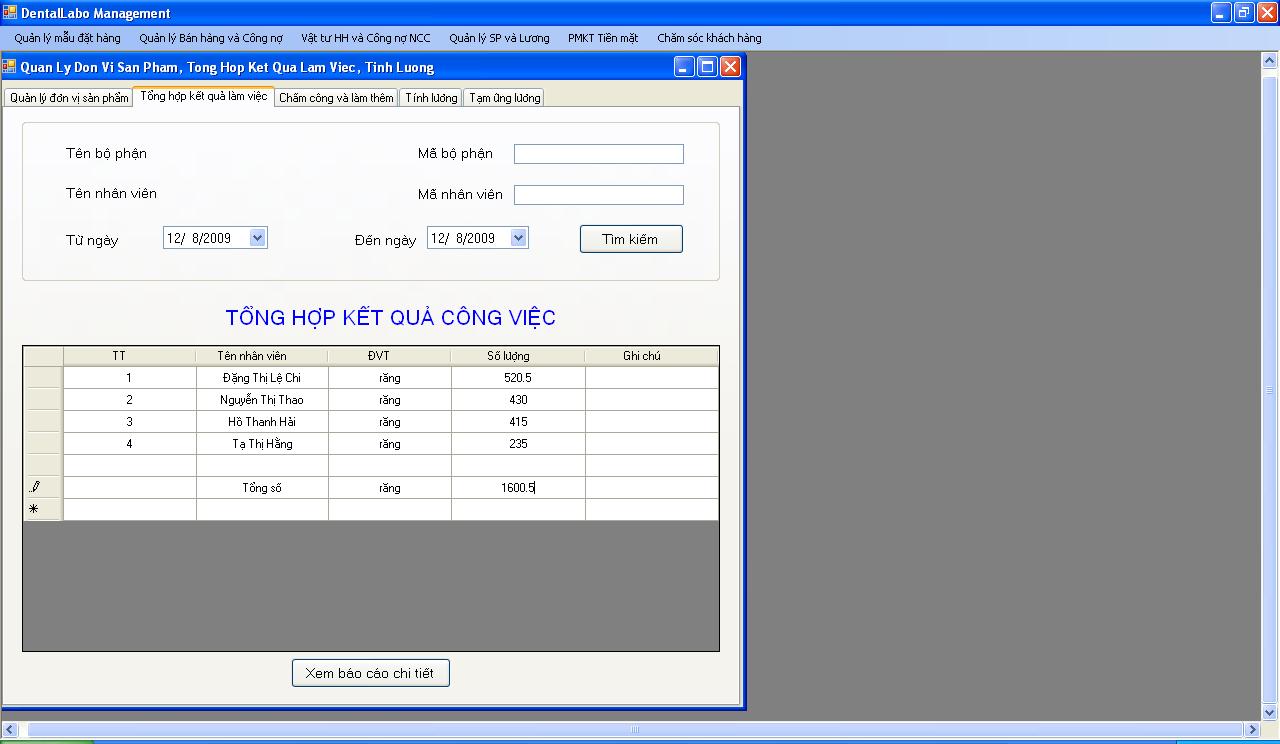 DentalLabo Management
Quản lý mẫu đặt hàng Quản lý Bán hàng và Công nợ Vật tư HH và Công nợ NCC Quản lý SP và Lương PMKT Tiền mặt Chăm sóc khách hàng
Quan Ly Don Vi San Pham, Tong Hop Ket Qua Lam Viec, Tinh Luong
Quản lý đơn vị sản phẩm Tổng hợp kết quả làm việc Chấm công và làm thêm Tính lương Tạm ứng lương
Tên bộ phận Mã bộ phận
Tên nhân viên Mã nhân viên
Từ ngày 12/ 8/2009 Đến ngày 12/ 8/2009 Tìm kiếm
TỔNG HỢP KẾT QUẢ CÔNG VIỆC
TT Tên nhân viên ĐVT Số lượng Ghi chú
1 Đặng Thị Lệ Chi răng 520.5
2 Nguyễn Thị Thao răng 430
3 Hồ Thanh Hải răng 415
4 Tạ Thị Hằng răng 235
Tổng số răng 1600.5
Xem báo cáo chi tiết